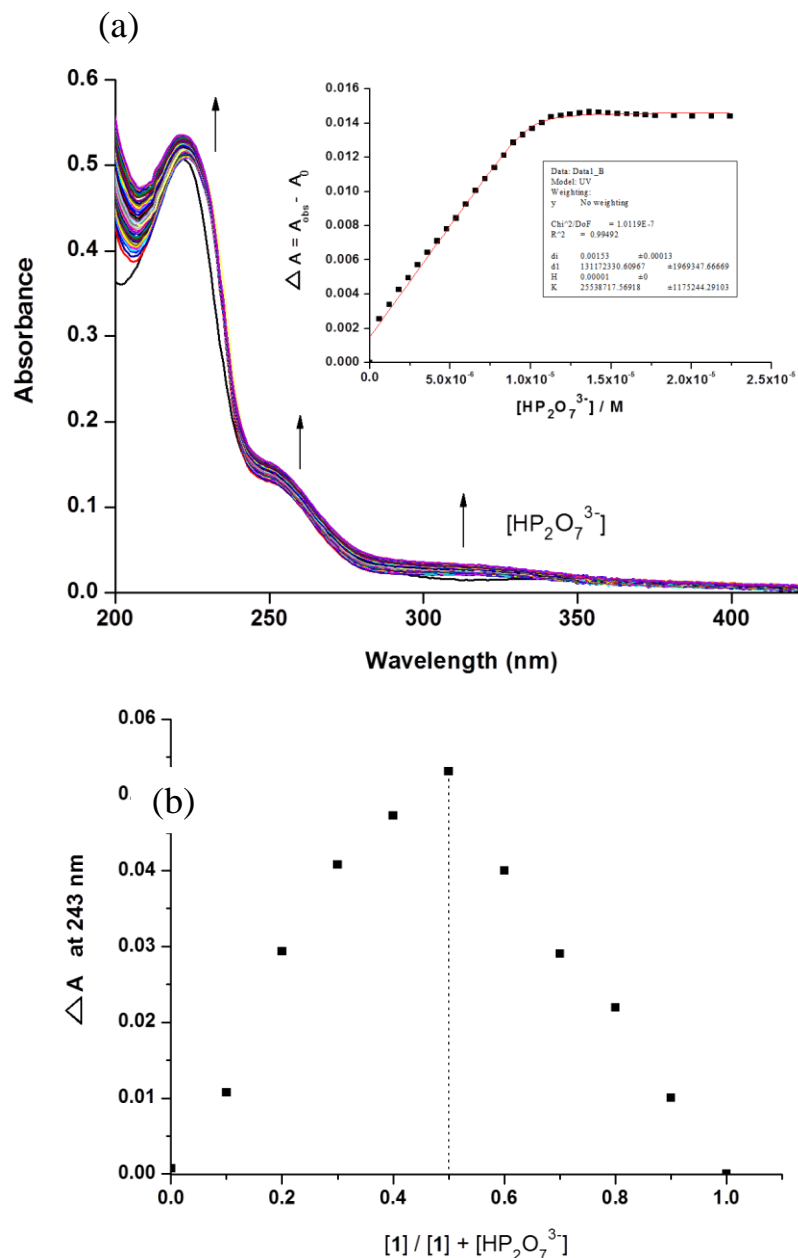 (a)
0.6
0.5
0.4
0.3
0.2
0.1
0.0
Absorbance
200
250
300
350
400
Wavelength (nm)
[HP₂O₇³⁻]
0.016
0.014
0.012
0.010
0.008
0.006
0.004
0.002
0.000
△ A = A_obs - A₀
0.0
5.0x10⁻⁶
1.0x10⁻⁵
1.5x10⁻⁵
2.0x10⁻⁵
2.5x10⁻⁵
[HP₂O₇³⁻] / M
Data: Data1_B
Model: UV
Weighting:
y No weighting
Chi^2/DoF = 1.0119E-7
R^2 = 0.99492
di 0.00153 ±0.00013
d1 131172330.60967 ±1969347.66669
H 0.00001 ±0
K 25538717.56918 ±1175244.29103
(b)
0.06
0.04
0.03
0.02
0.01
0.00
△ A at 243 nm
0.0
0.2
0.4
0.6
0.8
1.0
[1] / [1] + [HP₂O₇³⁻]